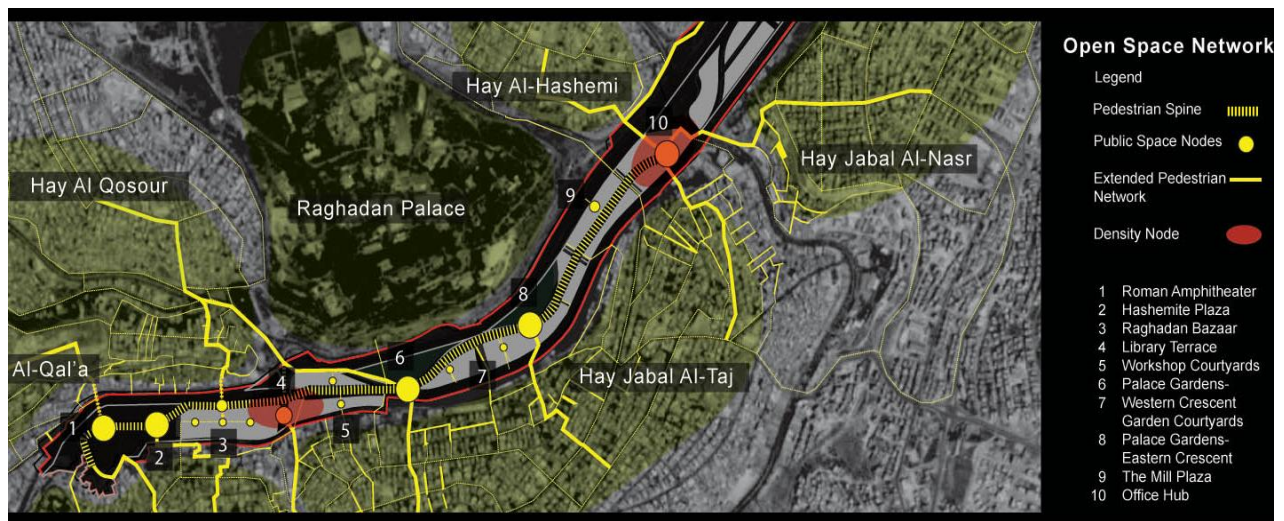 Open Space Network
Legend
Pedestrian Spine
Public Space Nodes
Extended Pedestrian
Network
Density Node
1 Roman Amphitheater
2 Hashemite Plaza
3 Raghadan Bazaar
4 Library Terrace
5 Workshop Courtyards
6 Palace Gardens-
7 Western Crescent
Garden Courtyards
8 Palace Gardens-
Eastern Crescent
9 The Mill Plaza
10 Office Hub
Hay Al-Hashemi
10
Hay Jabal Al-Nasr
Hay Al Qosour
9
Raghadan Palace
8
6
Al-Qal'a
4
7
Hay Jabal Al-Taj
1
2
3
5